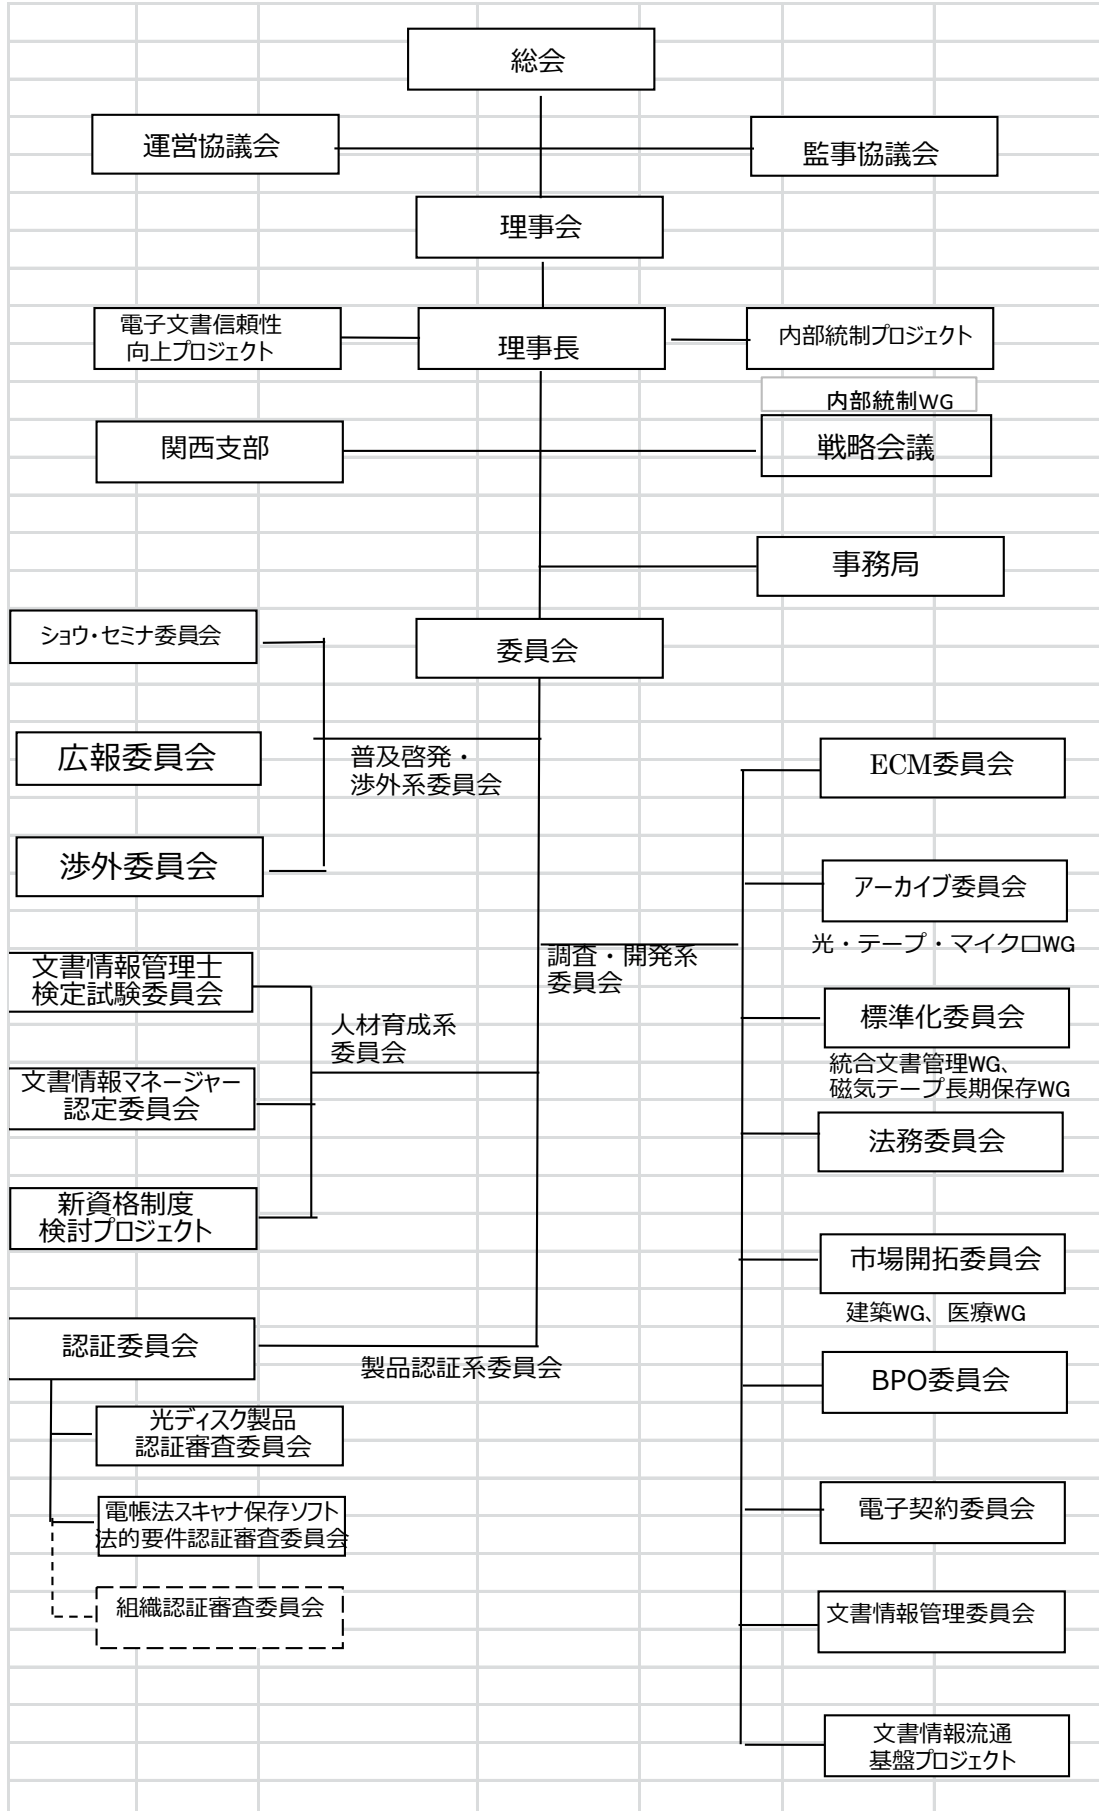 総会
運営協議会
監事協議会
理事会
電子文書信頼性
向上プロジェクト
理事長
内部統制プロジェクト
内部統制WG
関西支部
戦略会議
事務局
ショウ・セミナ委員会
委員会
広報委員会
普及啓発・
渉外系委員会
渉外委員会
ECM委員会
アーカイブ委員会
光・テープ・マイクロWG
調査・開発系
委員会
文書情報管理士
検定試験委員会
人材育成系
委員会
標準化委員会
統合文書管理WG、
磁気テープ長期保存WG
文書情報マネージャー
認定委員会
法務委員会
新資格制度
検討プロジェクト
市場開拓委員会
建築WG、医療WG
認証委員会
製品認証系委員会
BPO委員会
光ディスク製品
認証審査委員会
電帳法スキャナ保存ソフト
法的要件認証審査委員会
電子契約委員会
組織認証審査委員会
文書情報管理委員会
文書情報流通
基盤プロジェクト